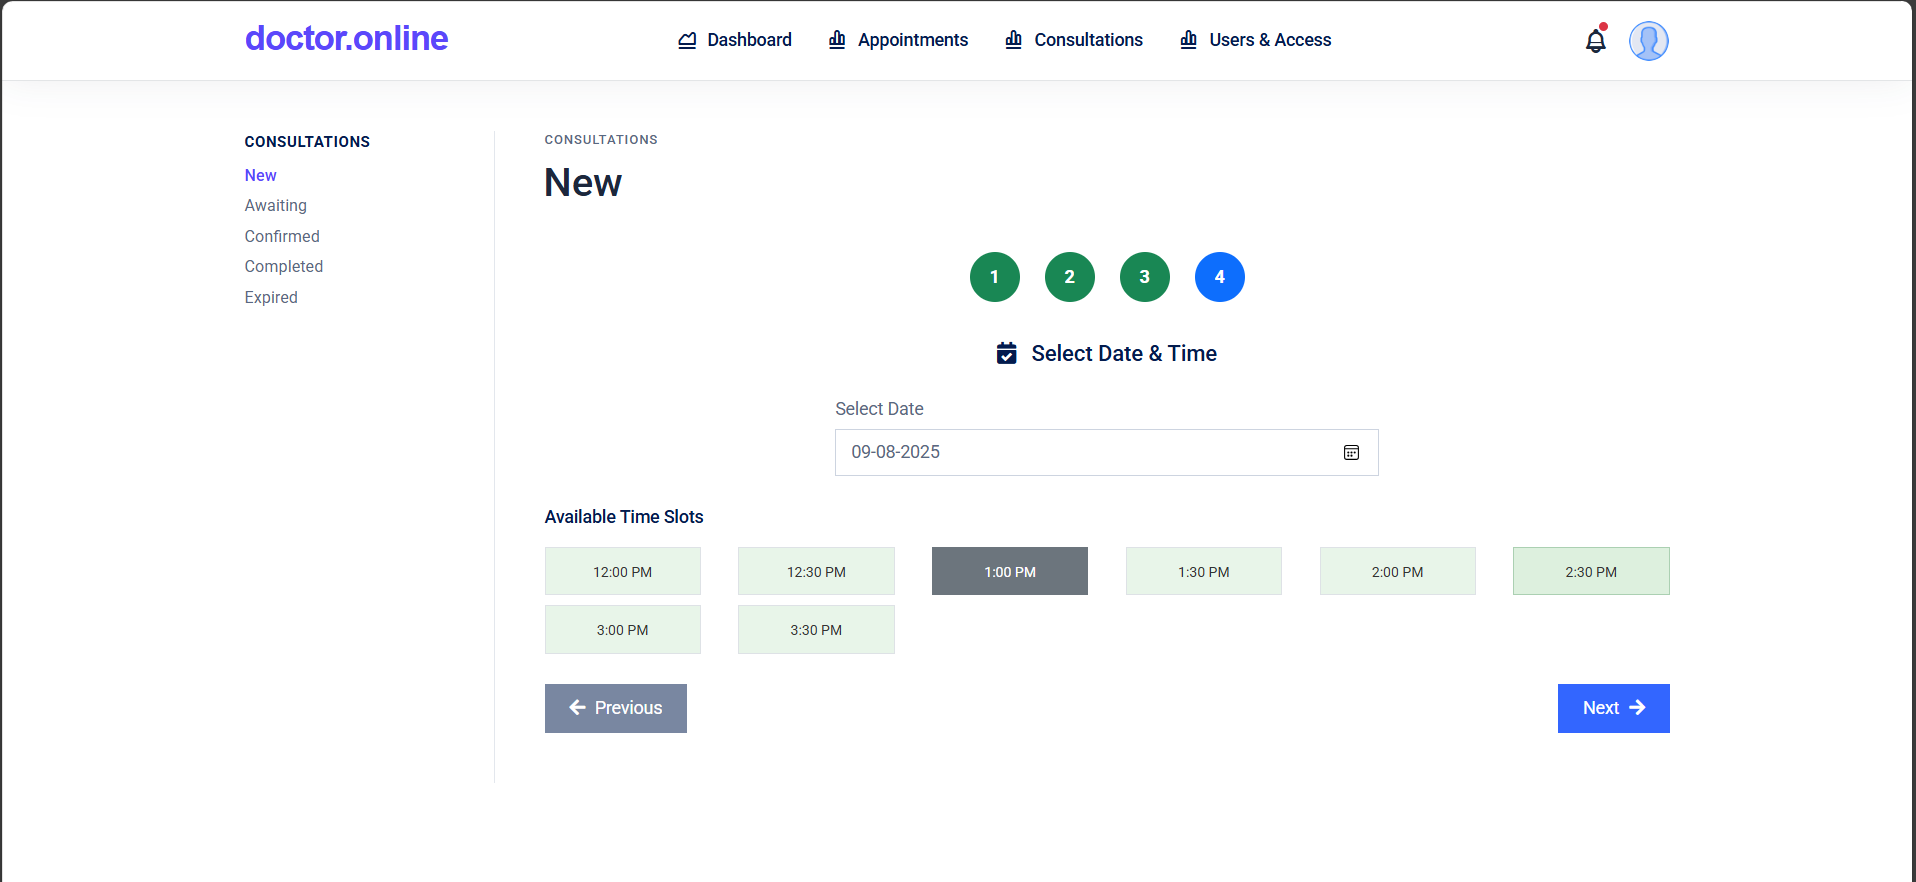 doctor.online
Dashboard
Appointments
Consultations
Users & Access
CONSULTATIONS
New
Awaiting
Confirmed
Completed
Expired
CONSULTATIONS
New
1 2 3 4
Select Date & Time
Select Date
09-08-2025
Available Time Slots
12:00 PM 12:30 PM 1:00 PM 1:30 PM 2:00 PM 2:30 PM
3:00 PM 3:30 PM
Previous
Next